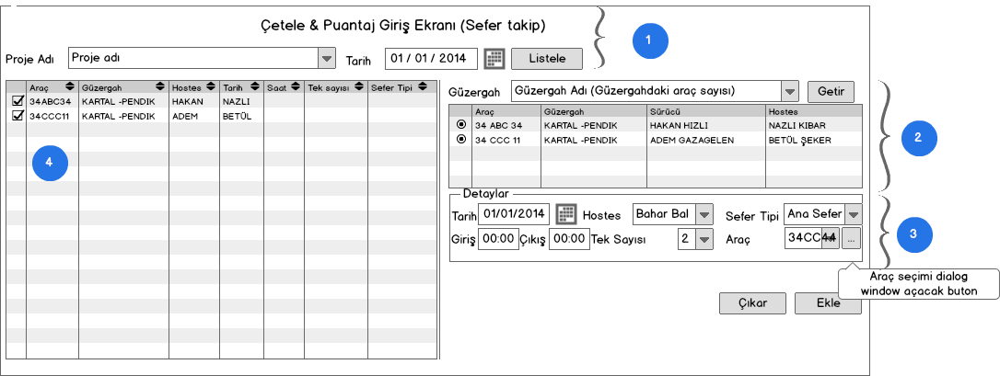 Çetele & Puantaj Giriş Ekranı (Sefer takip)
1
Proje Adı Proje adı Tarih 01 / 01 / 2014 Listele
Araç Güzergah Hostes Tarih Saat Tek sayısı Sefer Tipi
34ABC34 KARTAL -PENDIK HAKAN NAZLI
34CCC11 KARTAL -PENDIK ADEM BETÜL
4
Güzergah Güzergah Adı (Güzergahdaki araç sayısı) Getir
Araç Güzergah Sürücü Hostes
34 ABC 34 KARTAL -PENDIK HAKAN HIZLI NAZLI KIBAR
34 CCC 11 KARTAL -PENDIK ADEM GAZAGELEN BETÜL ŞEKER
2
Detaylar
Tarih 01/01/2014 Hostes Bahar Bal Sefer Tipi Ana Sefer
Giriş 00:00 Çıkış 00:00 Tek Sayısı 2 Araç 34CC44 ...
3
Araç seçimi dialog
window açacak buton
Çıkar Ekle